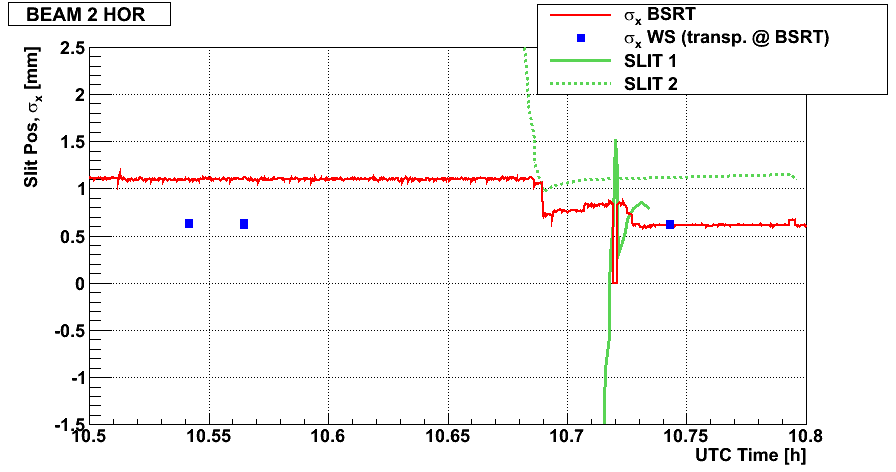 BEAM 2 HOR
σx BSRT
σx WS (transp. @ BSRT)
SLIT 1
SLIT 2
Slit Pos, σx [mm]
2.5
2
1.5
1
0.5
0
-0.5
-1
-1.5
10.5 10.55 10.6 10.65 10.7 10.75 10.8
UTC Time [h]